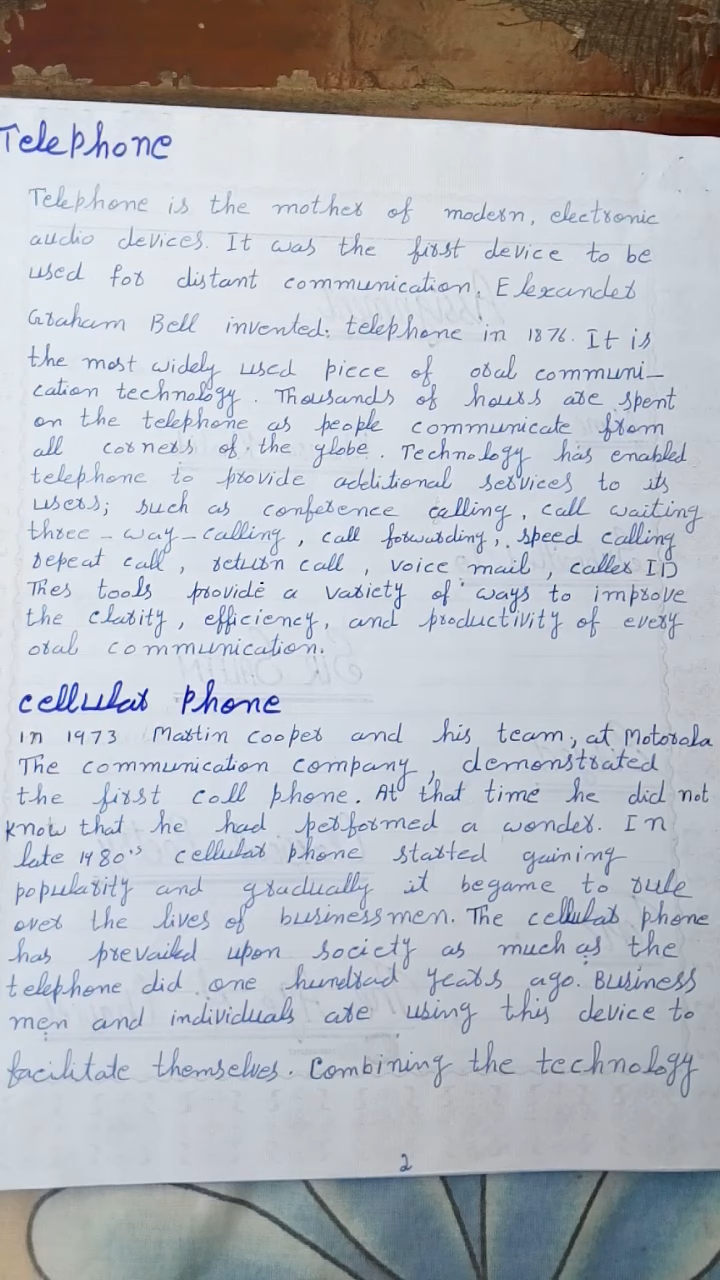 Telephone
Telephone is the mother of modern, electronic
audio devices. It was the first device to be
used for distant communication. Elexander
Graham Bell invented telephone in 1876. It is
the most widely used piece of oral communi-
cation technology. Thousands of hours are spent
on the telephone as people communicate from
all corners of the globe. Technology has enabled
telephone to provide additional services to its
users; such as conference calling, call waiting
three-way-calling, call forwarding, speed calling
repeat call, return call, voice mail, caller ID
Thes tools provide a variety of ways to improve
the clarity, efficiency, and productivity of every
oral communication.
cellular phone
in 1973 Martin cooper and his team, at Motorola
The communication company, demonstrated
the first coll phone. At that time he did not
know that he had performed a wonder. In
late 1980's cellular phone started gaining
popularity and gradually it begame to rule
over the lives of businessmen. The cellular phone
has prevailed upon society as much as the
telephone did one hundrad years ago. Business
men and individuals are using this device to
facilitate themselves. Combining the technology
2